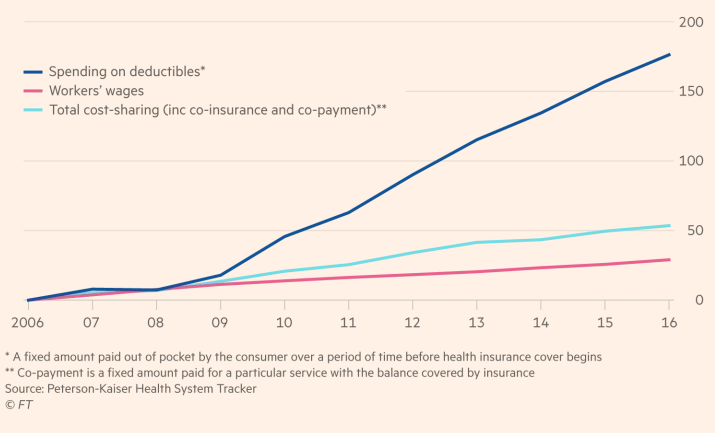 200
Spending on deductibles*
Workers' wages
150
Total cost-sharing (inc co-insurance and co-payment)**
100
50
0
2006 07 08 09 10 11 12 13 14 15 16
* A fixed amount paid out of pocket by the consumer over a period of time before health insurance cover begins
** Co-payment is a fixed amount paid for a particular service with the balance covered by insurance
Source: Peterson-Kaiser Health System Tracker
© FT